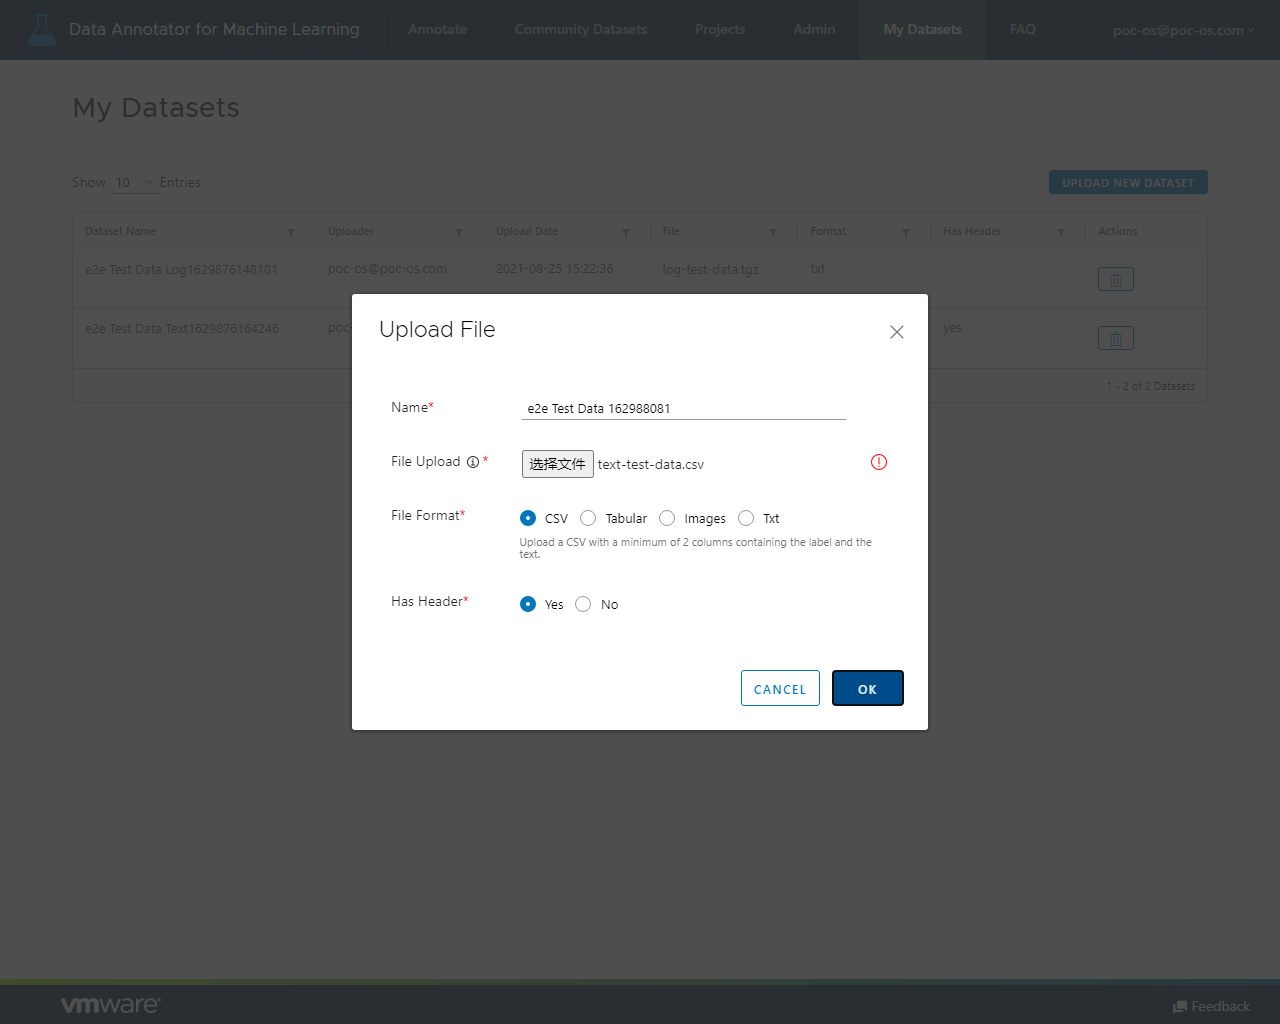 Data Annotator for Machine Learning
Annotate
Community Datasets
Projects
Admin
My Datasets
FAQ
poc-os@poc-os.com
My Datasets
Show 10 Entries
UPLOAD NEW DATASET
Dataset Name Uploader Upload Date File Format Has Header Actions
e2e Test Data Log1629876148101 poc-os@poc-os.com 2021-08-25 15:22:36 log-test-data.tgz txt
e2e Test Data Text1629876164246 poc- yes
1 - 2 of 2 Datasets
Upload File
Name* e2e Test Data 162988081
File Upload * 选择文件 text-test-data.csv
File Format* CSV Tabular Images Txt
Upload a CSV with a minimum of 2 columns containing the label and the
text.
Has Header* Yes No
CANCEL OK
vmware
Feedback